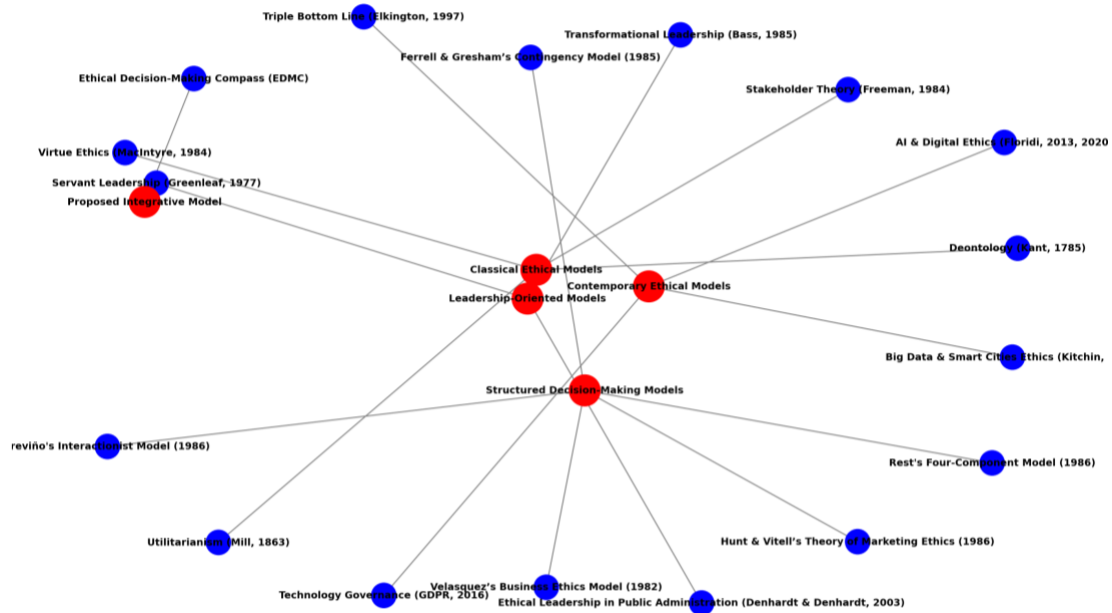 Triple Bottom Line (Elkington, 1997)
Transformational Leadership (Bass, 1985)
Ferrell & Gresham’s Contingency Model (1985)
Ethical Decision-Making Compass (EDMC)
Stakeholder Theory (Freeman, 1984)
AI & Digital Ethics (Floridi, 2013, 2020
Virtue Ethics (MacIntyre, 1984)
Servant Leadership (Greenleaf, 1977)
Proposed Integrative Model
Deontology (Kant, 1785)
Classical Ethical Models
Contemporary Ethical Models
Leadership-Oriented Models
Big Data & Smart Cities Ethics (Kitchin,
Structured Decision-Making Models
reviño's Interactionist Model (1986)
Rest's Four-Component Model (1986)
Utilitarianism (Mill, 1863)
Hunt & Vitell’s Theory of Marketing Ethics (1986)
Velasquez’s Business Ethics Model (1982)
Technology Governance (GDPR, 2016)
Ethical Leadership in Public Administration (Denhardt & Denhardt, 2003)